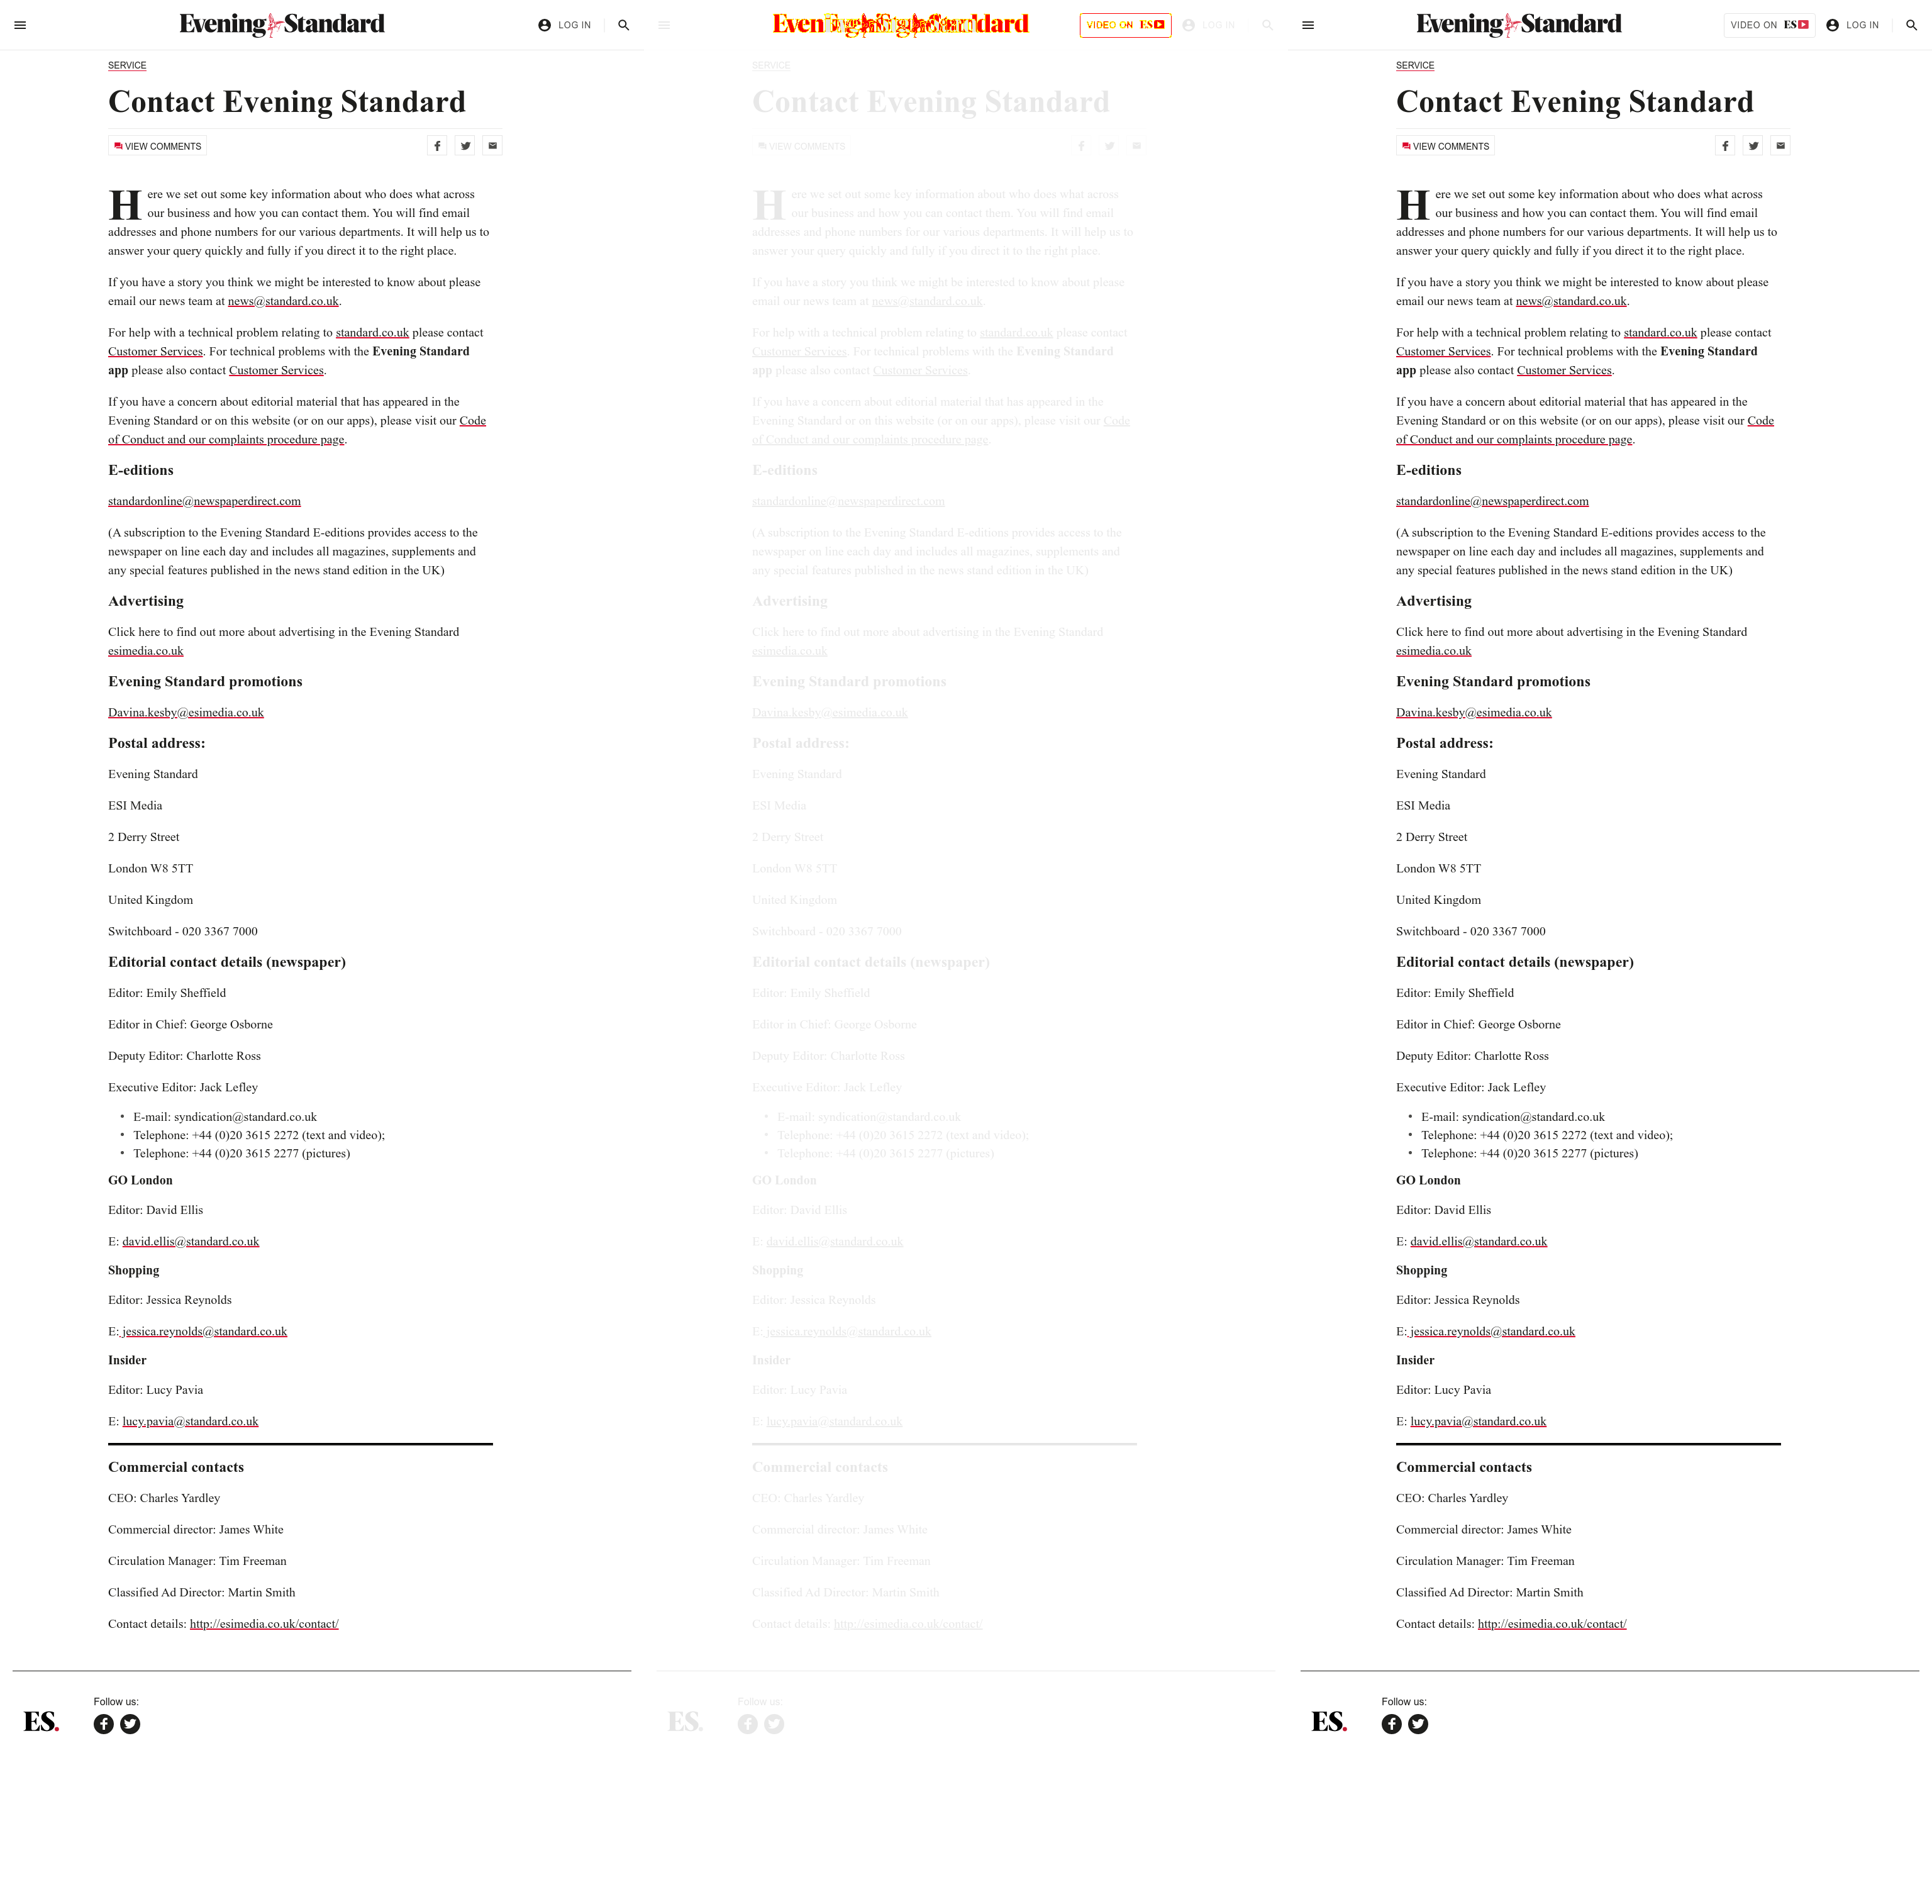 Evening Standard
LOG IN
SERVICE
Contact Evening Standard
VIEW COMMENTS
Here we set out some key information about who does what across
our business and how you can contact them. You will find email
addresses and phone numbers for our various departments. It will help us to
answer your query quickly and fully if you direct it to the right place.
If you have a story you think we might be interested to know about please
email our news team at news@standard.co.uk.
For help with a technical problem relating to standard.co.uk please contact
Customer Services. For technical problems with the Evening Standard
app please also contact Customer Services.
If you have a concern about editorial material that has appeared in the
Evening Standard or on this website (or on our apps), please visit our Code
of Conduct and our complaints procedure page.
E-editions
standardonline@newspaperdirect.com
(A subscription to the Evening Standard E-editions provides access to the
newspaper on line each day and includes all magazines, supplements and
any special features published in the news stand edition in the UK)
Advertising
Click here to find out more about advertising in the Evening Standard
esimedia.co.uk
Evening Standard promotions
Davina.kesby@esimedia.co.uk
Postal address:
Evening Standard
ESI Media
2 Derry Street
London W8 5TT
United Kingdom
Switchboard - 020 3367 7000
Editorial contact details (newspaper)
Editor: Emily Sheffield
Editor in Chief: George Osborne
Deputy Editor: Charlotte Ross
Executive Editor: Jack Lefley
• E-mail: syndication@standard.co.uk
• Telephone: +44 (0)20 3615 2272 (text and video);
• Telephone: +44 (0)20 3615 2277 (pictures)
GO London
Editor: David Ellis
E: david.ellis@standard.co.uk
Shopping
Editor: Jessica Reynolds
E: jessica.reynolds@standard.co.uk
Insider
Editor: Lucy Pavia
E: lucy.pavia@standard.co.uk
Commercial contacts
CEO: Charles Yardley
Commercial director: James White
Circulation Manager: Tim Freeman
Classified Ad Director: Martin Smith
Contact details: http://esimedia.co.uk/contact/
ES.
Follow us:
VIDEO ON ES
LOG IN
SERVICE
Contact Evening Standard
VIEW COMMENTS
Here we set out some key information about who does what across
our business and how you can contact them. You will find email
addresses and phone numbers for our various departments. It will help us to
answer your query quickly and fully if you direct it to the right place.
If you have a story you think we might be interested to know about please
email our news team at news@standard.co.uk.
For help with a technical problem relating to standard.co.uk please contact
Customer Services. For technical problems with the Evening Standard
app please also contact Customer Services.
If you have a concern about editorial material that has appeared in the
Evening Standard or on this website (or on our apps), please visit our Code
of Conduct and our complaints procedure page.
E-editions
standardonline@newspaperdirect.com
(A subscription to the Evening Standard E-editions provides access to the
newspaper on line each day and includes all magazines, supplements and
any special features published in the news stand edition in the UK)
Advertising
Click here to find out more about advertising in the Evening Standard
esimedia.co.uk
Evening Standard promotions
Davina.kesby@esimedia.co.uk
Postal address:
Evening Standard
ESI Media
2 Derry Street
London W8 5TT
United Kingdom
Switchboard - 020 3367 7000
Editorial contact details (newspaper)
Editor: Emily Sheffield
Editor in Chief: George Osborne
Deputy Editor: Charlotte Ross
Executive Editor: Jack Lefley
• E-mail: syndication@standard.co.uk
• Telephone: +44 (0)20 3615 2272 (text and video);
• Telephone: +44 (0)20 3615 2277 (pictures)
GO London
Editor: David Ellis
E: david.ellis@standard.co.uk
Shopping
Editor: Jessica Reynolds
E: jessica.reynolds@standard.co.uk
Insider
Editor: Lucy Pavia
E: lucy.pavia@standard.co.uk
Commercial contacts
CEO: Charles Yardley
Commercial director: James White
Circulation Manager: Tim Freeman
Classified Ad Director: Martin Smith
Contact details: http://esimedia.co.uk/contact/
ES.
Follow us:
Evening Standard
VIDEO ON ES
LOG IN
SERVICE
Contact Evening Standard
VIEW COMMENTS
Here we set out some key information about who does what across
our business and how you can contact them. You will find email
addresses and phone numbers for our various departments. It will help us to
answer your query quickly and fully if you direct it to the right place.
If you have a story you think we might be interested to know about please
email our news team at news@standard.co.uk.
For help with a technical problem relating to standard.co.uk please contact
Customer Services. For technical problems with the Evening Standard
app please also contact Customer Services.
If you have a concern about editorial material that has appeared in the
Evening Standard or on this website (or on our apps), please visit our Code
of Conduct and our complaints procedure page.
E-editions
standardonline@newspaperdirect.com
(A subscription to the Evening Standard E-editions provides access to the
newspaper on line each day and includes all magazines, supplements and
any special features published in the news stand edition in the UK)
Advertising
Click here to find out more about advertising in the Evening Standard
esimedia.co.uk
Evening Standard promotions
Davina.kesby@esimedia.co.uk
Postal address:
Evening Standard
ESI Media
2 Derry Street
London W8 5TT
United Kingdom
Switchboard - 020 3367 7000
Editorial contact details (newspaper)
Editor: Emily Sheffield
Editor in Chief: George Osborne
Deputy Editor: Charlotte Ross
Executive Editor: Jack Lefley
• E-mail: syndication@standard.co.uk
• Telephone: +44 (0)20 3615 2272 (text and video);
• Telephone: +44 (0)20 3615 2277 (pictures)
GO London
Editor: David Ellis
E: david.ellis@standard.co.uk
Shopping
Editor: Jessica Reynolds
E: jessica.reynolds@standard.co.uk
Insider
Editor: Lucy Pavia
E: lucy.pavia@standard.co.uk
Commercial contacts
CEO: Charles Yardley
Commercial director: James White
Circulation Manager: Tim Freeman
Classified Ad Director: Martin Smith
Contact details: http://esimedia.co.uk/contact/
ES.
Follow us: